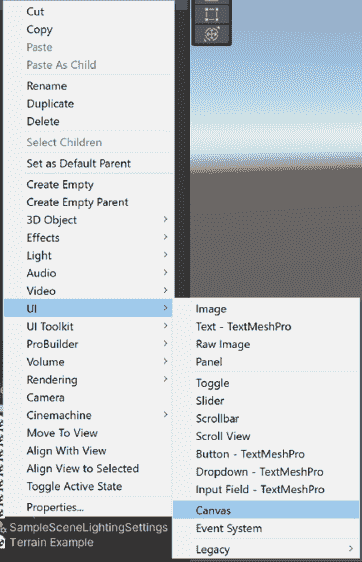 Cut
Copy
Paste
Paste As Child
Rename
Duplicate
Delete
Select Children
Set as Default Parent
Create Empty
Create Empty Parent
3D Object
Effects
Light
Audio
Video
UI
UI Toolkit
ProBuilder
Volume
Rendering
Camera
Cinemachine
Move To View
Align With View
Align View to Selected
Toggle Active State
Properties...
Image
Text - TextMeshPro
Raw Image
Panel
Toggle
Slider
Scrollbar
Scroll View
Button - TextMeshPro
Dropdown - TextMeshPro
Input Field - TextMeshPro
Canvas
Event System
Legacy
SampleSceneLightingSettings
Terrain Example